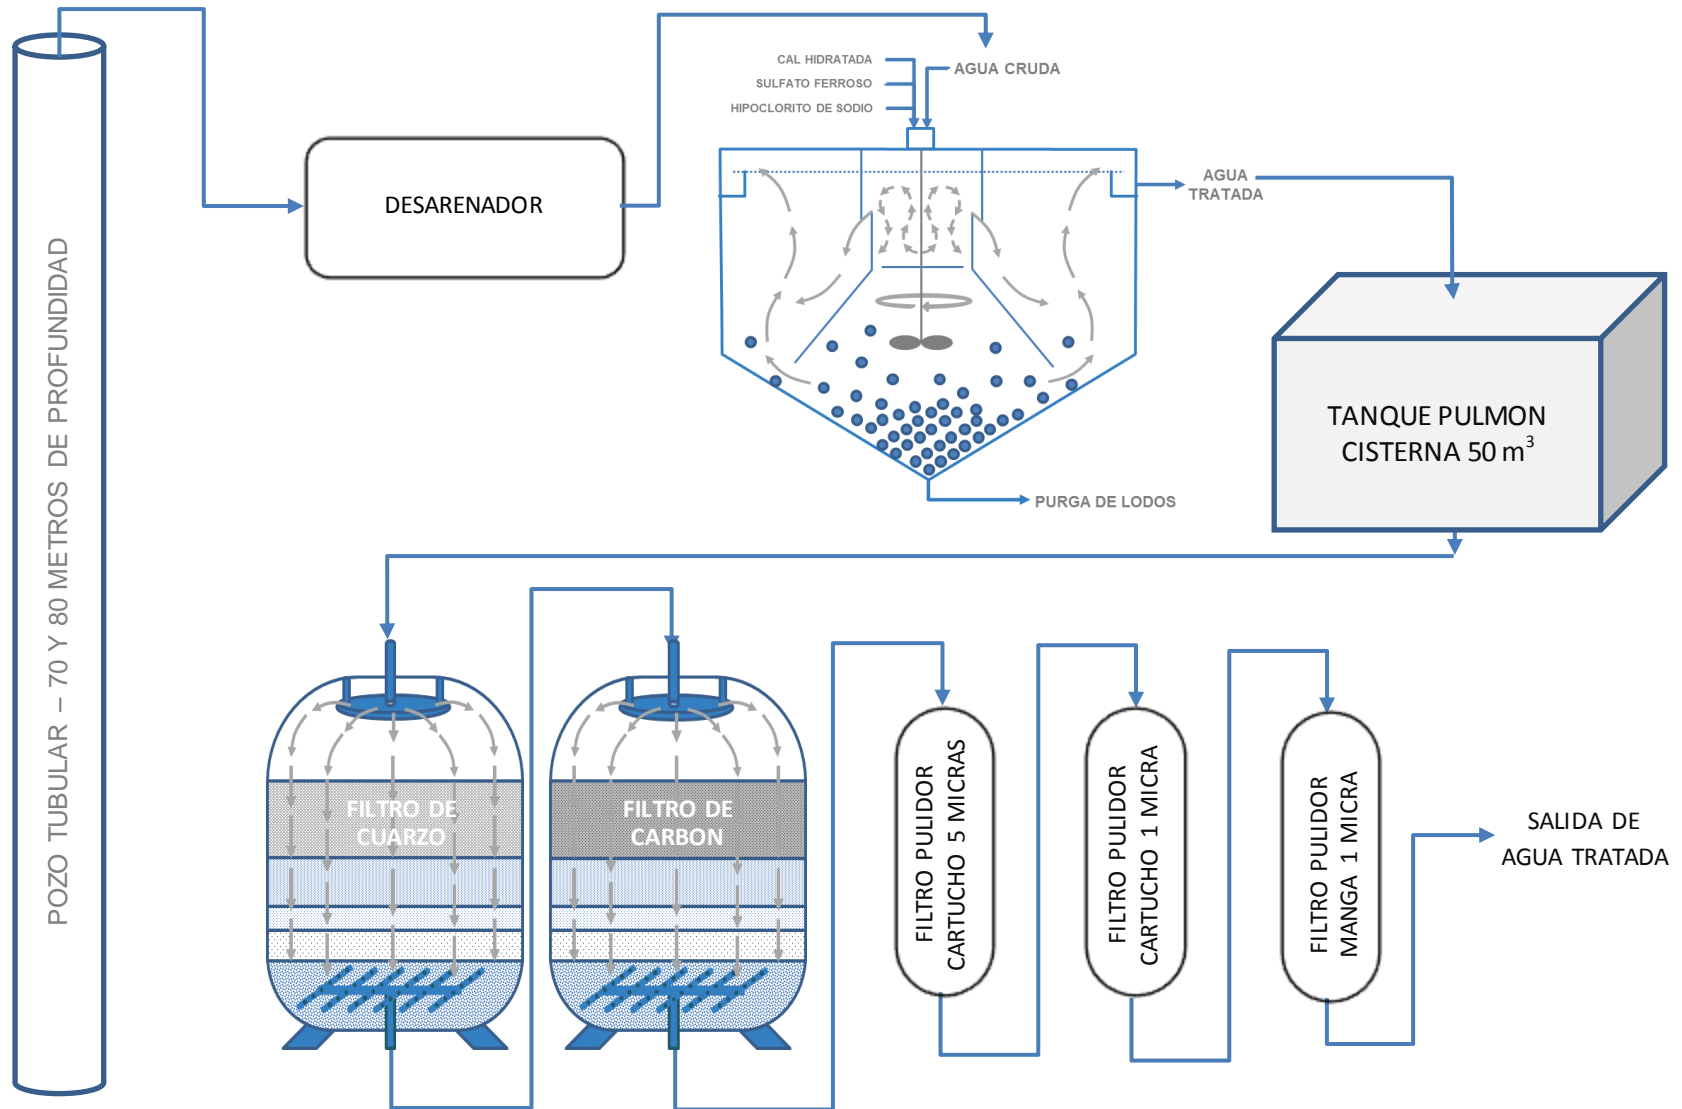 POZO TUBULAR – 70 Y 80 METROS DE PROFUNDIDAD
DESARENADOR
CAL HIDRATADA
SULFATO FERROSO
HIPOCLORITO DE SODIO
AGUA CRUDA
AGUA
TRATADA
PURGA DE LODOS
TANQUE PULMON
CISTERNA 50 m³
FILTRO DE
CUARZO
FILTRO DE
CARBON
FILTRO PULIDOR
CARTUCHO 5 MICRAS
FILTRO PULIDOR
CARTUCHO 1 MICRA
FILTRO PULIDOR
MANGA 1 MICRA
SALIDA DE
AGUA TRATADA